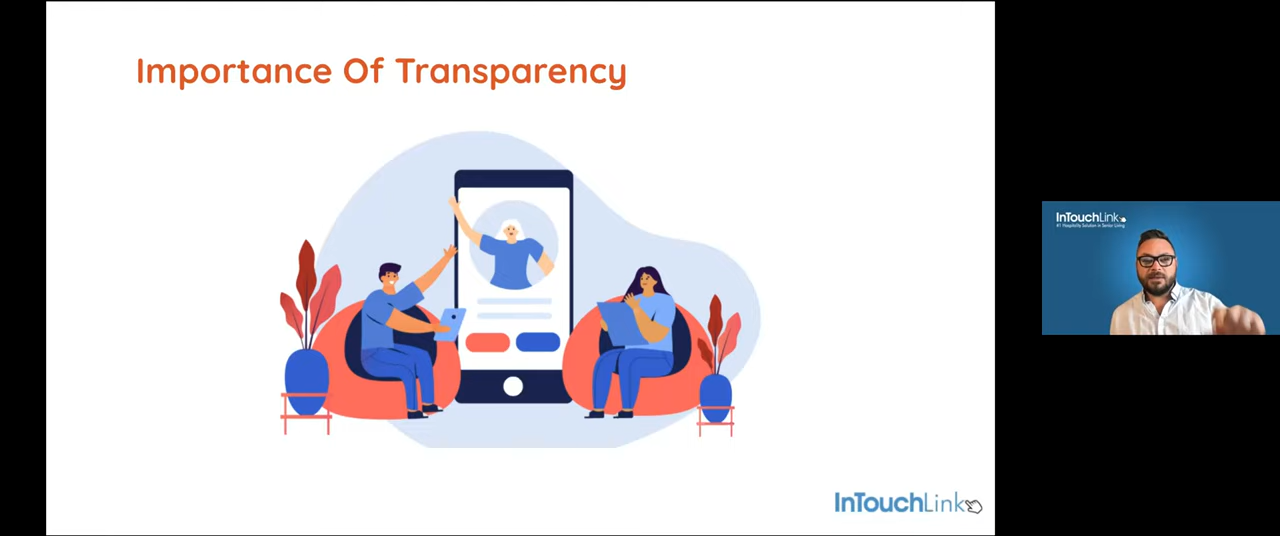 Importance Of Transparency
InTouchLink
InTouchLink
#1 Hospitality Solution in Senior Living